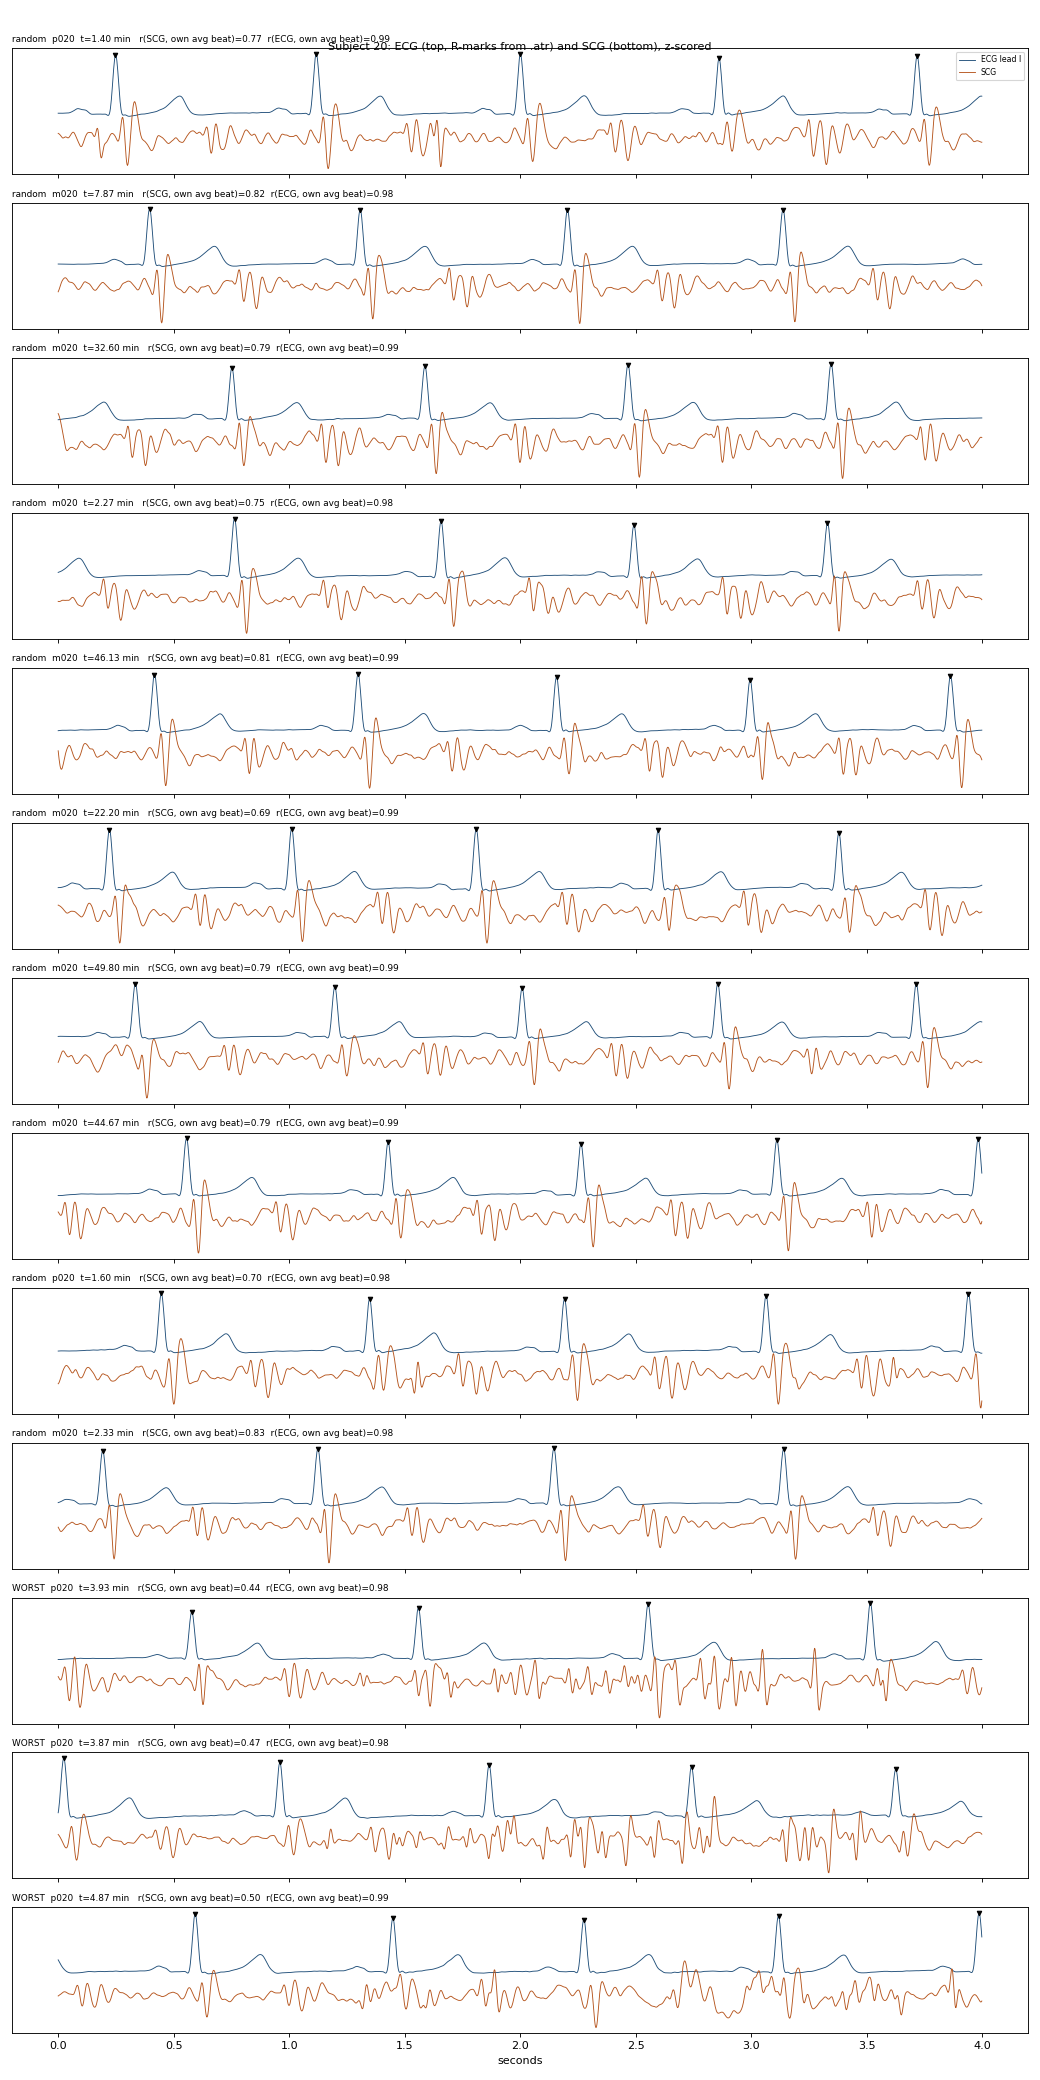 random  p020  t=1.40 min   r(SCG, own avg beat)=0.77  r(ECG, own avg beat)=0.99
Subject 20: ECG (top, R-marks from .atr) and SCG (bottom), z-scored
ECG lead I
SCG
random  m020  t=7.87 min   r(SCG, own avg beat)=0.82  r(ECG, own avg beat)=0.98
random  m020  t=32.60 min   r(SCG, own avg beat)=0.79  r(ECG, own avg beat)=0.99
random  m020  t=2.27 min   r(SCG, own avg beat)=0.75  r(ECG, own avg beat)=0.98
random  m020  t=46.13 min   r(SCG, own avg beat)=0.81  r(ECG, own avg beat)=0.99
random  m020  t=22.20 min   r(SCG, own avg beat)=0.69  r(ECG, own avg beat)=0.99
random  m020  t=49.80 min   r(SCG, own avg beat)=0.79  r(ECG, own avg beat)=0.99
random  m020  t=44.67 min   r(SCG, own avg beat)=0.79  r(ECG, own avg beat)=0.99
random  p020  t=1.60 min   r(SCG, own avg beat)=0.70  r(ECG, own avg beat)=0.98
random  m020  t=2.33 min   r(SCG, own avg beat)=0.83  r(ECG, own avg beat)=0.98
WORST  p020  t=3.93 min   r(SCG, own avg beat)=0.44  r(ECG, own avg beat)=0.98
WORST  p020  t=3.87 min   r(SCG, own avg beat)=0.47  r(ECG, own avg beat)=0.98
WORST  p020  t=4.87 min   r(SCG, own avg beat)=0.50  r(ECG, own avg beat)=0.99
0.0 0.5 1.0 1.5 2.0 2.5 3.0 3.5 4.0
seconds